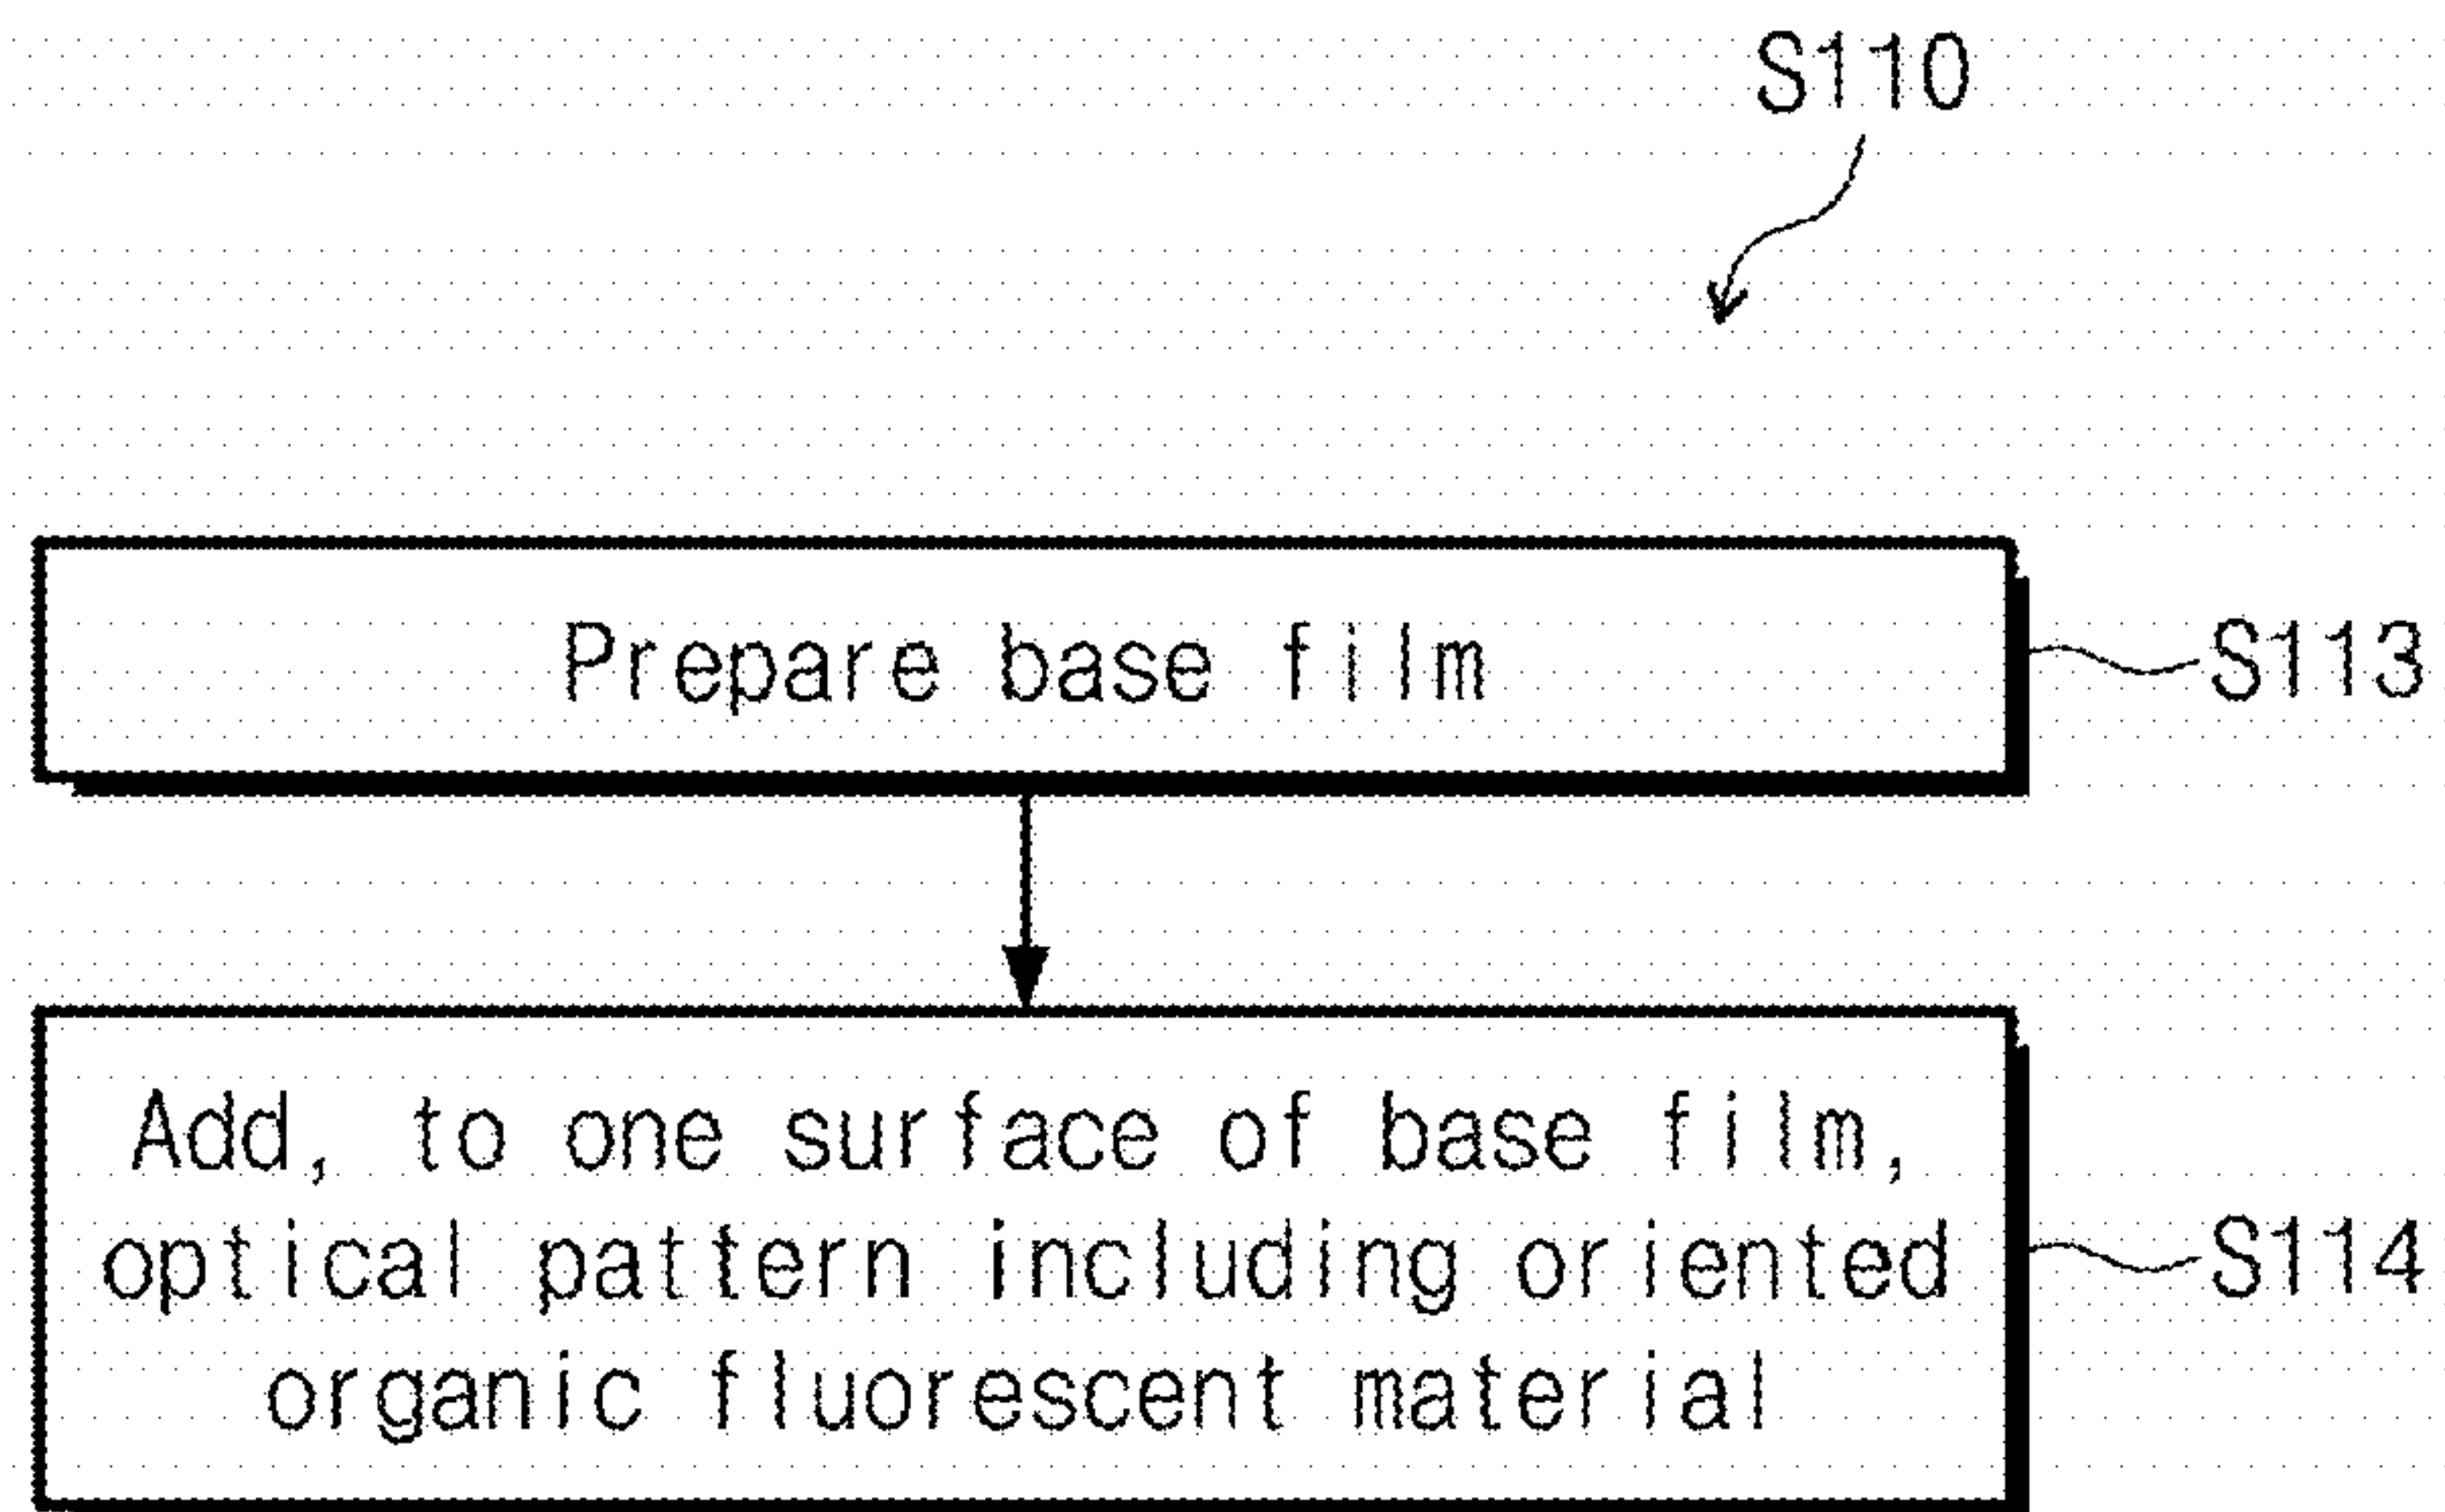 S110
Prepare base film
S113
Add, to one surface of base film,
optical pattern including oriented
S114
organic fluorescent material